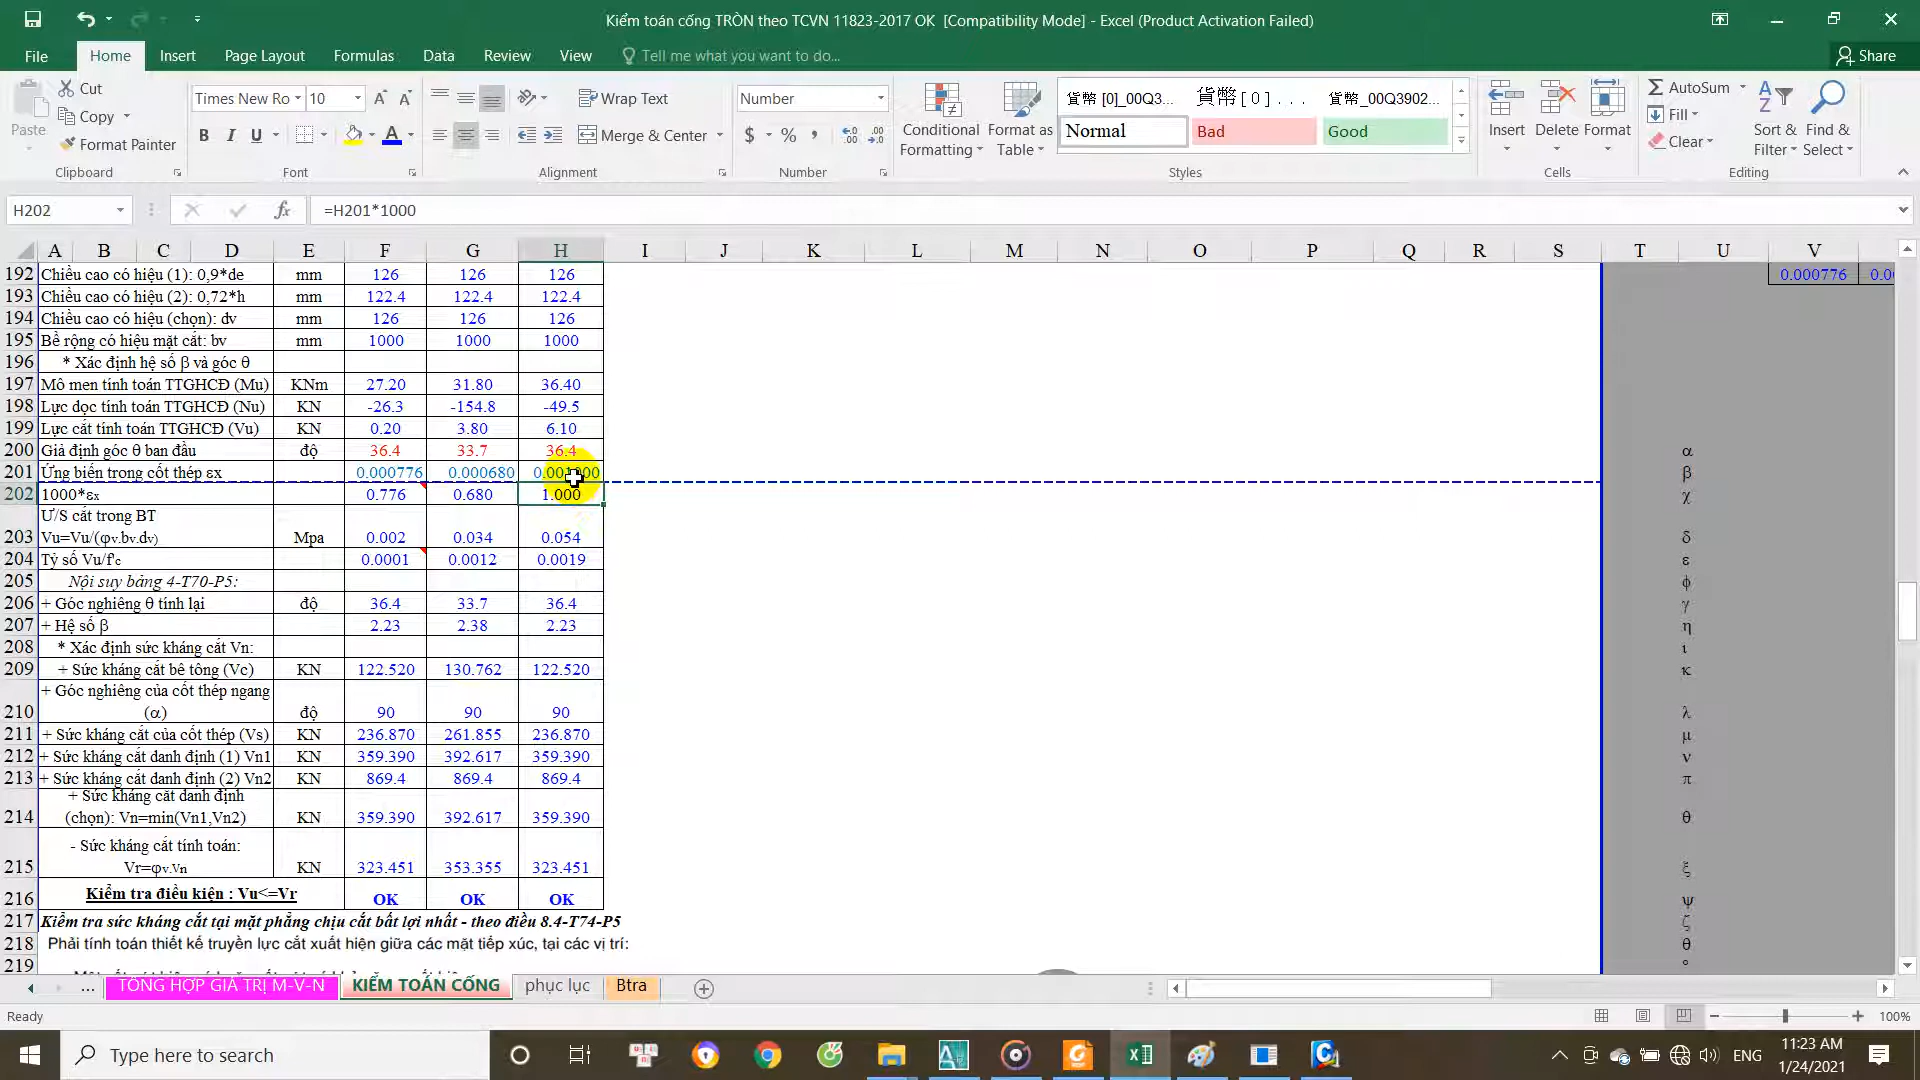 Kiểm toán cống TRÒN theo TCVN 11823-2017 OK [Compatibility Mode] - Excel (Product Activation Failed)
File Home Insert Page Layout Formulas Data Review View Tell me what you want to do... Share
Paste Cut Copy Format Painter Clipboard
Times New Ro 10 B I U A Font
Wrap Text Merge & Center Alignment
Number $ % , Number
Conditional Formatting Format as Table
貨幣 [0]_00Q3... 貨幣[0]... 貨幣_00Q3902...
Normal Bad Good
Styles
Insert Delete Format Cells
AutoSum Fill Clear Sort & Filter Find & Select Editing
H202 fx =H201*1000
A B C D E F G H I J K L M N O P Q R S T U V
192 Chiều cao có hiệu (1): 0,9*de mm 126 126 126 0.000776 0.00
193 Chiều cao có hiệu (2): 0,72*h mm 122.4 122.4 122.4
194 Chiều cao có hiệu (chọn): dv mm 126 126 126
195 Bề rộng có hiệu mặt cắt: bv mm 1000 1000 1000
196 * Xác định hệ số β và góc θ
197 Mô men tính toán TTGHCĐ (Mu) KNm 27.20 31.80 36.40
198 Lực dọc tính toán TTGHCĐ (Nu) KN -26.3 -154.8 -49.5
199 Lực cắt tính toán TTGHCĐ (Vu) KN 0.20 3.80 6.10
200 Giả định góc θ ban đầu độ 36.4 33.7 36.4 α
201 Ứng biến trong cốt thép εx 0.000776 0.000680 0.001000 β
202 1000*εx 0.776 0.680 1.000 χ
Ư/S cắt trong BT
203 Vu=Vu/(φv.bv.dv) Mpa 0.002 0.034 0.054 δ
204 Tỷ số Vu/f'c 0.0001 0.0012 0.0019 ε
205 Nội suy bảng 4-T70-P5: φ
206 + Góc nghiêng θ tính lại độ 36.4 33.7 36.4 γ
207 + Hệ số β 2.23 2.38 2.23 η
208 * Xác định sức kháng cắt Vn: ι
209 + Sức kháng cắt bê tông (Vc) KN 122.520 130.762 122.520 κ
+ Góc nghiêng của cốt thép ngang
210 (α) độ 90 90 90 λ
211 + Sức kháng cắt của cốt thép (Vs) KN 236.870 261.855 236.870 μ
212 + Sức kháng cắt danh định (1) Vn1 KN 359.390 392.617 359.390 ν
213 + Sức kháng cắt danh định (2) Vn2 KN 869.4 869.4 869.4 π
+ Sức kháng cắt danh định
214 (chọn): Vn=min(Vn1,Vn2) KN 359.390 392.617 359.390 θ
- Sức kháng cắt tính toán:
215 Vr=φv.Vn KN 323.451 353.355 323.451 ξ
216 Kiểm tra điều kiện : Vu<=Vr OK OK OK ψ
217 Kiểm tra sức kháng cắt tại mặt phẳng chịu cắt bất lợi nhất - theo điều 8.4-T74-P5 ζ
218 Phải tính toán thiết kế truyền lực cắt xuất hiện giữa các mặt tiếp xúc, tại các vị trí: θ
219 °
... TỔNG HỢP GIÁ TRỊ M-V-N KIỂM TOÁN CỐNG phục lục Btra
Ready 100%
Type here to search ENG 11:23 AM
1/24/2021